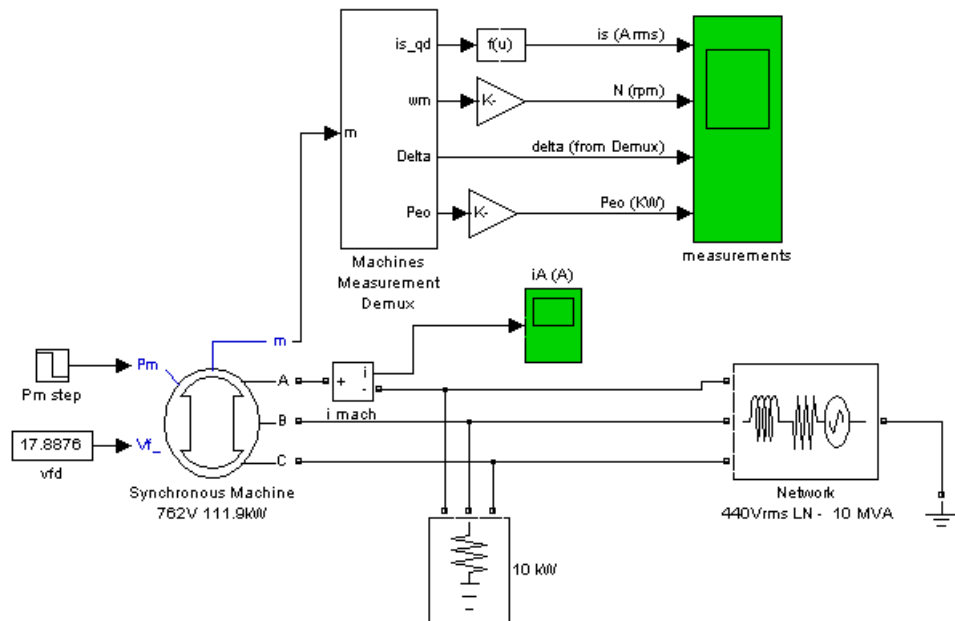 is_qd
f(u)
is (A rms)
wm
K-
N (rpm)
m
Delta
delta (from Demux)
Peo
K-
Peo (KW)
Machines
Measurement
Demux
measurements
iA (A)
m
Pm
Pm step
A
+
i
-
i mach
B
17.8876
Vf_
vfd
C
Synchronous Machine
762V 111.9kW
Network
440Vrms LN - 10 MVA
10 kW